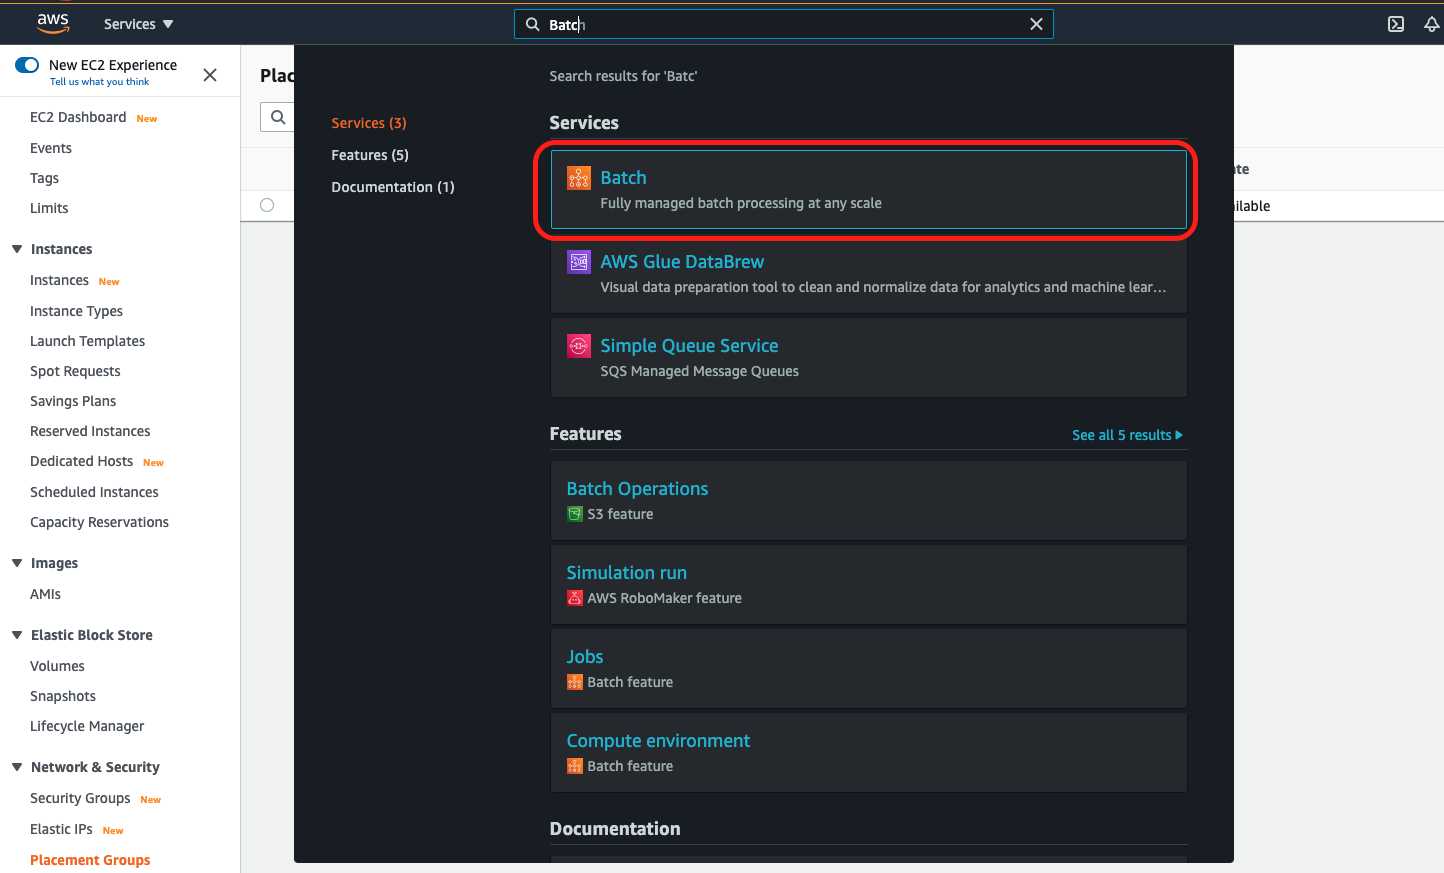 aws
Services ▼
Batch
New EC2 Experience
Tell us what you think
EC2 Dashboard New
Events
Tags
Limits
Instances
Instances New
Instance Types
Launch Templates
Spot Requests
Savings Plans
Reserved Instances
Dedicated Hosts New
Scheduled Instances
Capacity Reservations
Images
AMIs
Elastic Block Store
Volumes
Snapshots
Lifecycle Manager
Network & Security
Security Groups New
Elastic IPs New
Placement Groups
Plac
Services (3)
Features (5)
Documentation (1)
Search results for 'Batc'
Services
Batch
Fully managed batch processing at any scale
AWS Glue DataBrew
Visual data preparation tool to clean and normalize data for analytics and machine lear...
Simple Queue Service
SQS Managed Message Queues
Features
See all 5 results
Batch Operations
S3 feature
Simulation run
AWS RoboMaker feature
Jobs
Batch feature
Compute environment
Batch feature
Documentation
ilable